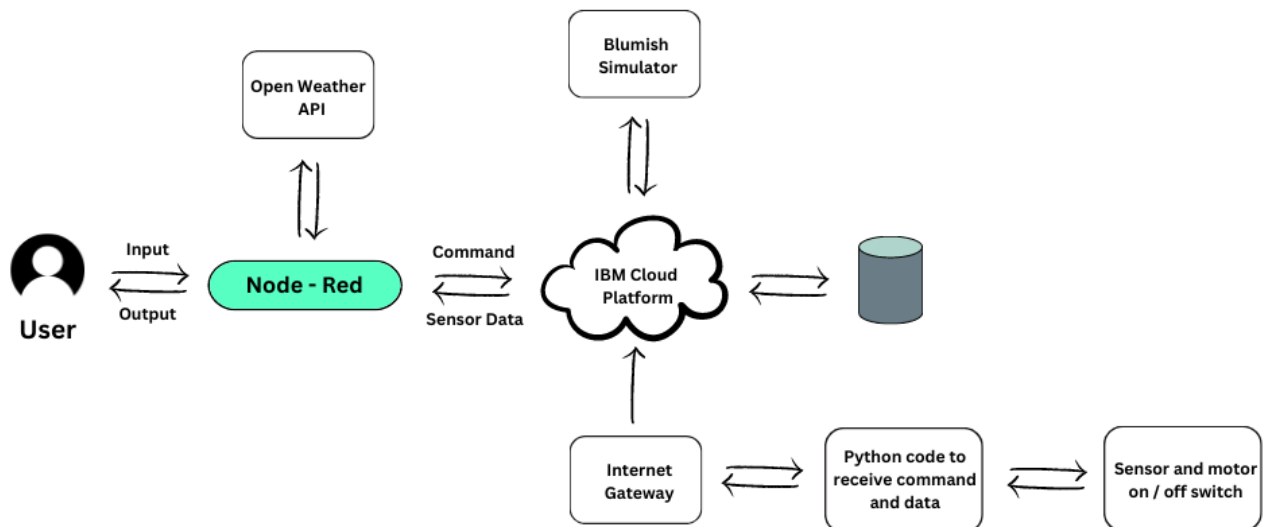 Blumish
Simulator
Open Weather
API
Input
Output
User
Node - Red
Command
Sensor Data
IBM Cloud
Platform
Internet
Gateway
Python code to
receive command
and data
Sensor and motor
on / off switch